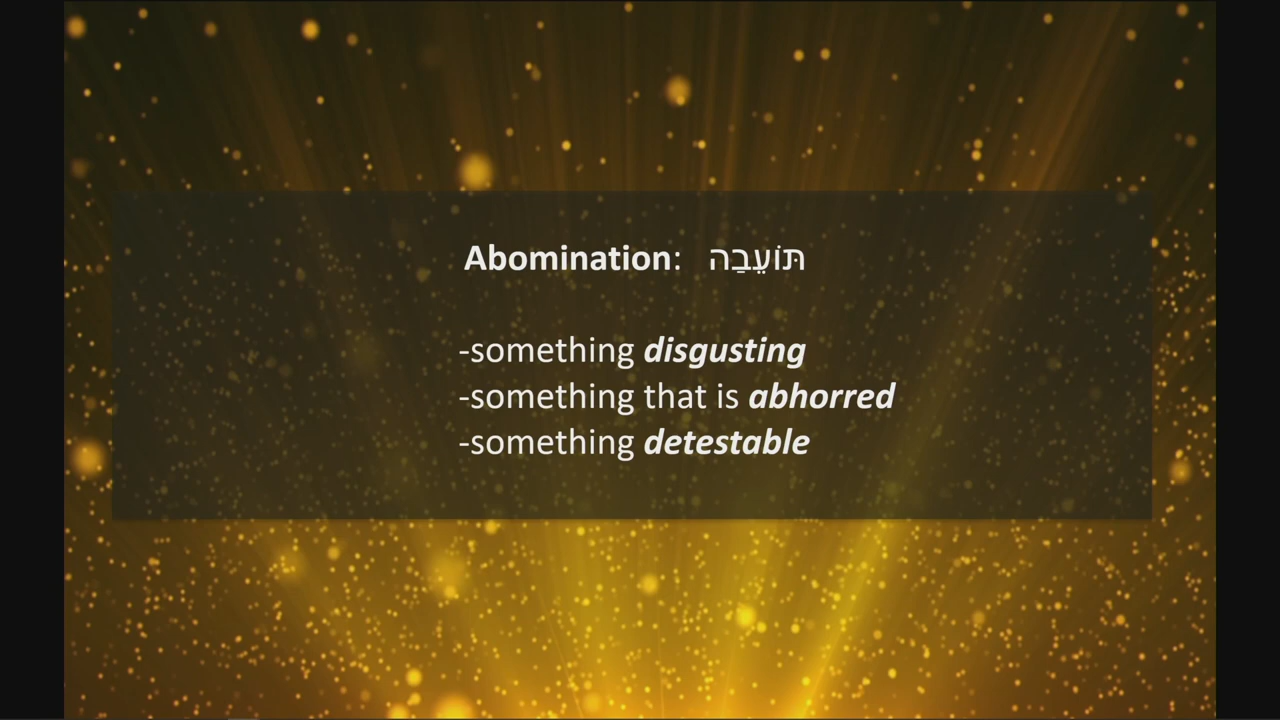 Abomination: תּוֹעֵבַה
-something disgusting
-something that is abhorred
-something detestable